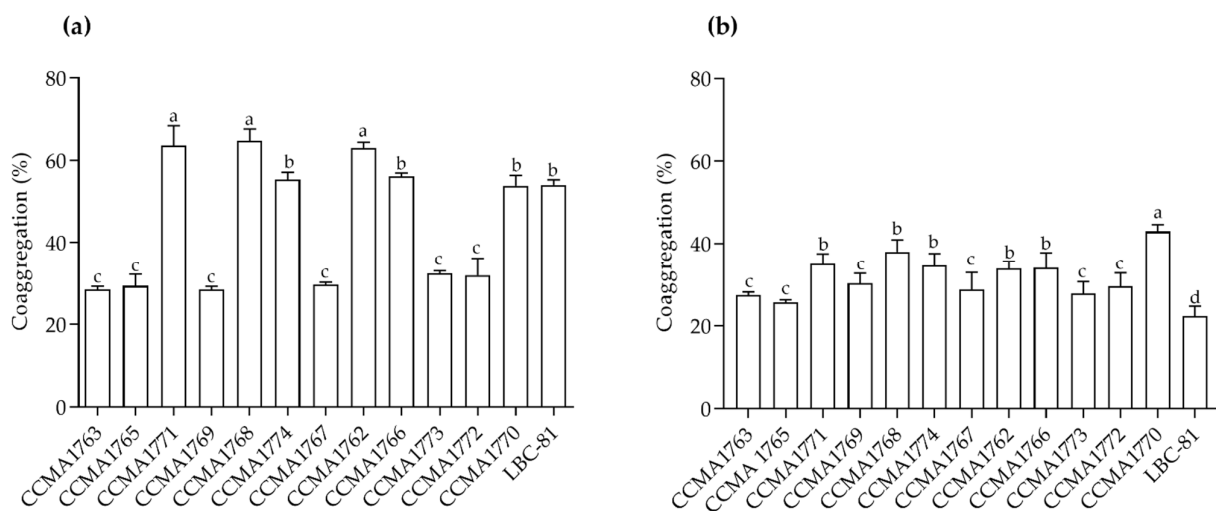 (a)
80
60
40
20
0
Coaggregation (%)
c
c
a
c
a
b
c
a
b
c
c
b
b
CCMA1763
CCMA1765
CCMA1771
CCMA1769
CCMA1768
CCMA1774
CCMA1767
CCMA1762
CCMA1766
CCMA1773
CCMA1772
CCMA1770
LBC-81
(b)
80
60
40
20
0
Coaggregation (%)
c
c
b
c
b
b
c
b
b
c
c
a
d
CCMA1763
CCMA 1765
CCMA1771
CCMA1769
CCMA1768
CCMA1774
CCMA1767
CCMA1762
CCMA1766
CCMA1773
CCMA1772
CCMA1770
LBC-81